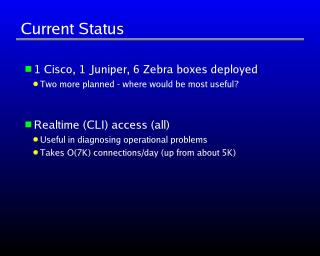 Current Status
1 Cisco, 1 Juniper, 6 Zebra boxes deployed
Two more planned - where would be most useful?
Realtime (CLI) access (all)
Useful in diagnosing operational problems
Takes O(7K) connections/day (up from about 5K)